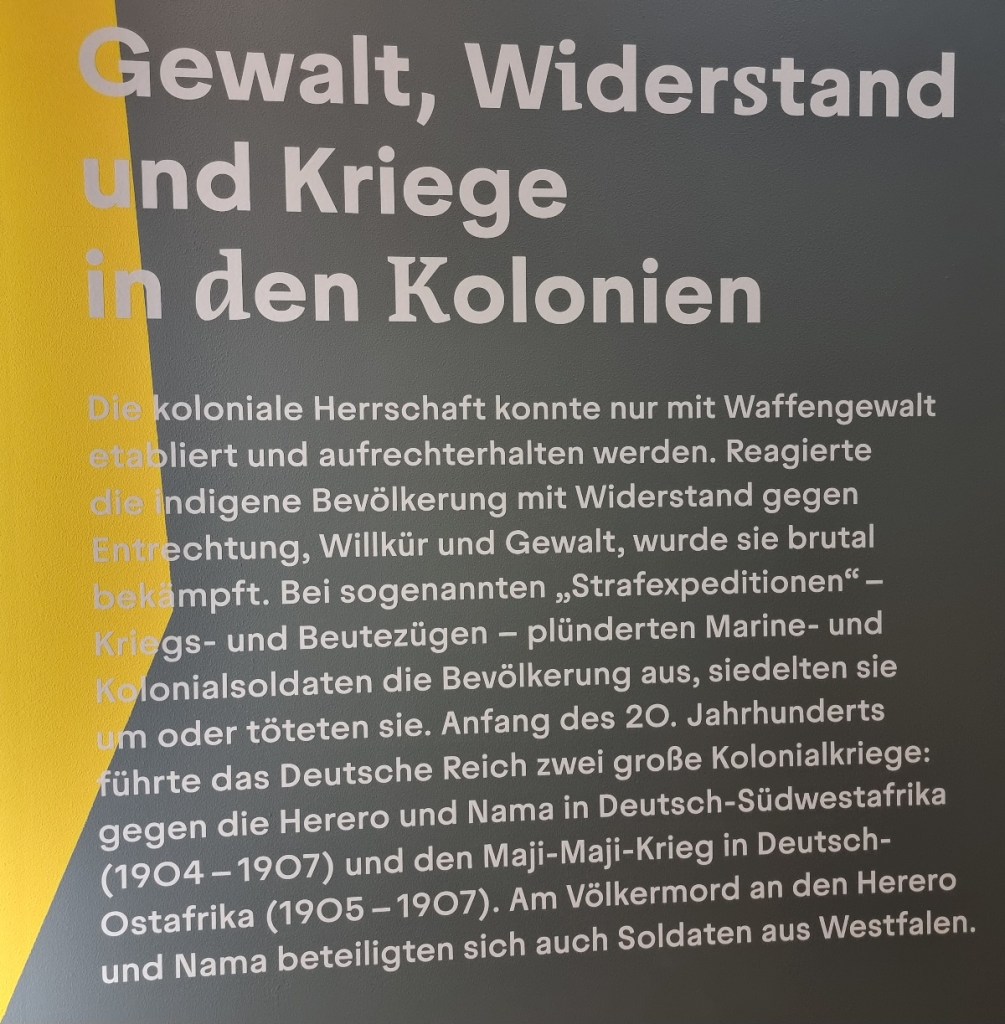 Gewalt, Widerstand
und Kriege
in den Kolonien
Die koloniale Herrschaft konnte nur mit Waffengewalt
etabliert und aufrechterhalten werden. Reagierte
die indigene Bevölkerung mit Widerstand gegen
Entrechtung, Willkür und Gewalt, wurde sie brutal
bekämpft. Bei sogenannten „Strafexpeditionen“ –
Kriegs- und Beutezügen – plünderten Marine- und
Kolonialsoldaten die Bevölkerung aus, siedelten sie
um oder töteten sie. Anfang des 20. Jahrhunderts
führte das Deutsche Reich zwei große Kolonialkriege:
gegen die Herero und Nama in Deutsch-Südwestafrika
(1904 – 1907) und den Maji-Maji-Krieg in Deutsch-
Ostafrika (1905 – 1907). Am Völkermord an den Herero
und Nama beteiligten sich auch Soldaten aus Westfalen.